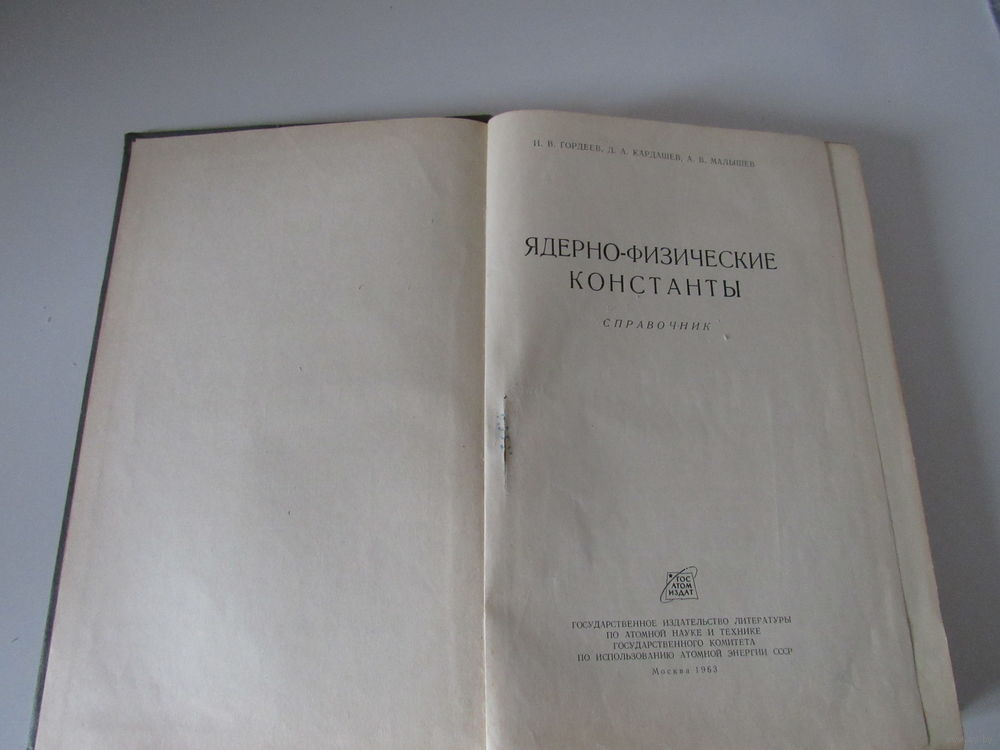 И. В. ГОРДЕЕВ, Д. А. КАРДАШЕВ, А. В. МАЛЫШЕВ
ЯДЕРНО-ФИЗИЧЕСКИЕ
КОНСТАНТЫ
СПРАВОЧНИК
ГОС
АТОМ
ИЗДАТ
ГОСУДАРСТВЕННОЕ ИЗДАТЕЛЬСТВО ЛИТЕРАТУРЫ
ПО АТОМНОЙ НАУКЕ И ТЕХНИКЕ
ГОСУДАРСТВЕННОГО КОМИТЕТА
ПО ИСПОЛЬЗОВАНИЮ АТОМНОЙ ЭНЕРГИИ СССР
Москва 1963